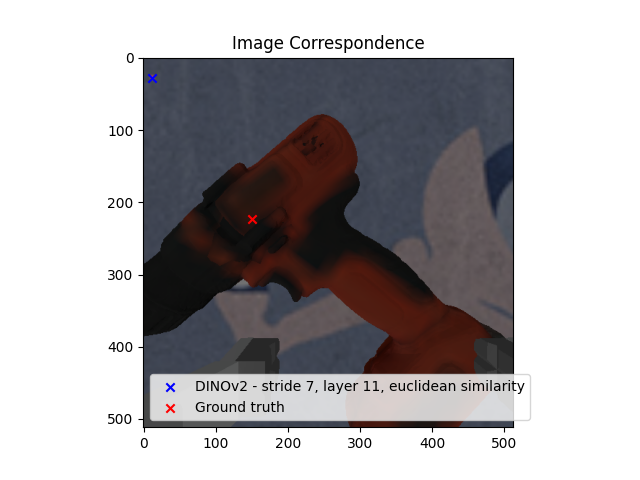 Image Correspondence
0
100
200
300
400
500
DINOv2 - stride 7, layer 11, euclidean similarity
Ground truth
0 100 200 300 400 500